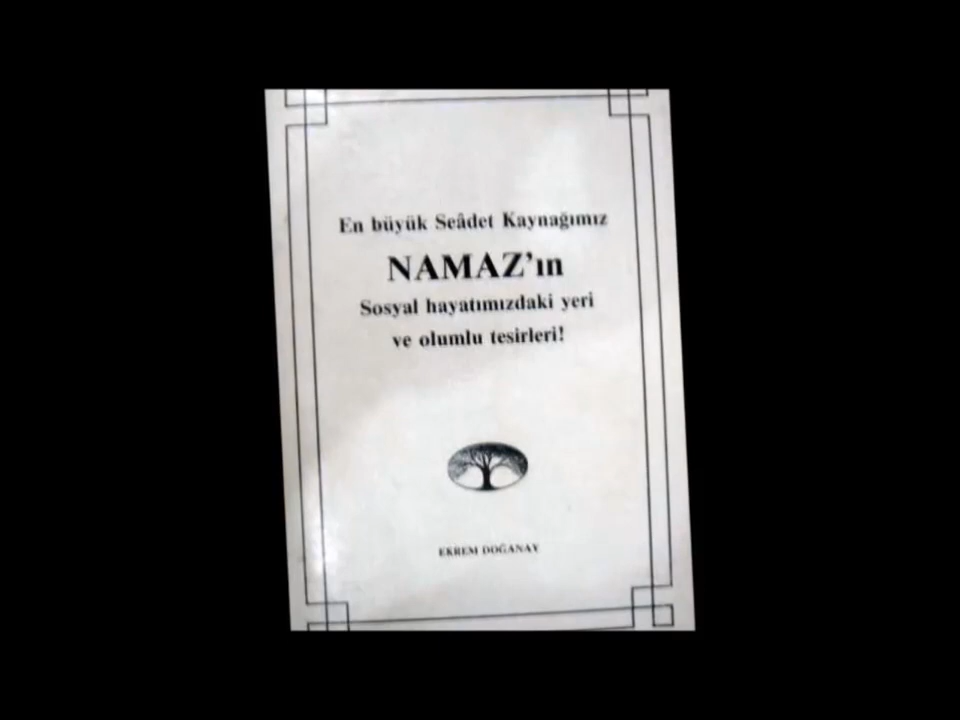 En büyük Seâdet Kaynağımız
NAMAZ'ın
Sosyal hayatımızdaki yeri
ve olumlu tesirleri!
EKREM DOĞANAY